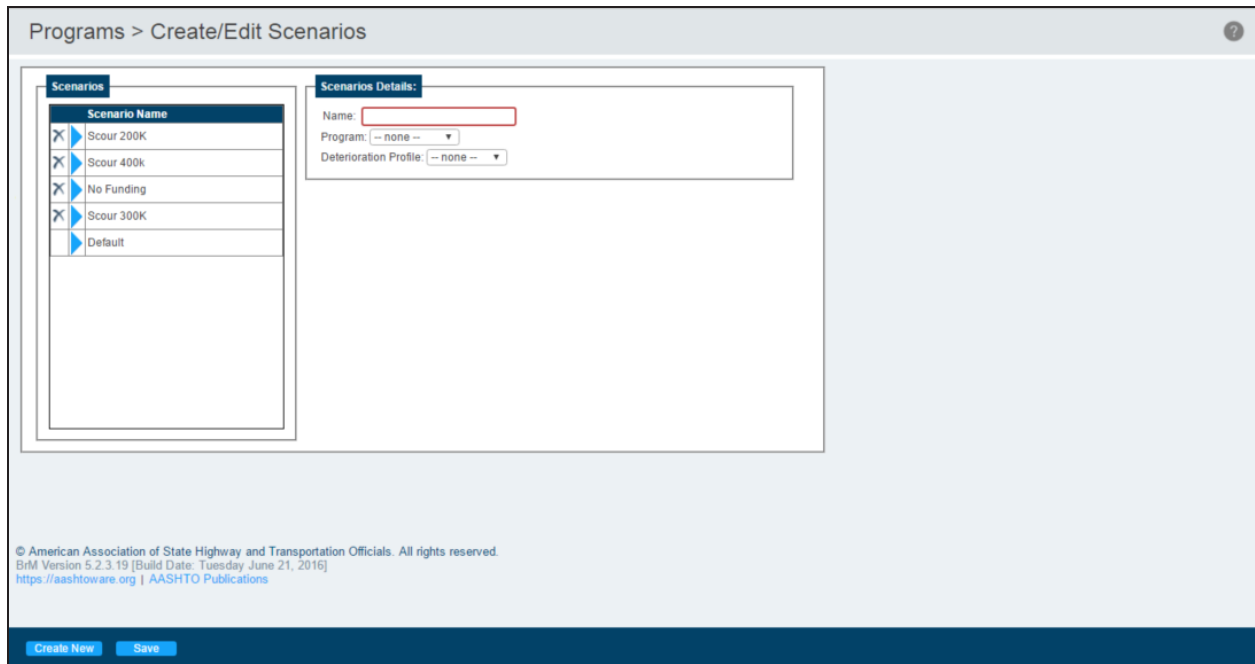 Programs > Create/Edit Scenarios
?
Scenarios
Scenario Name
Scour 200K
Scour 400k
No Funding
Scour 300K
Default
Scenarios Details:
Name:
Program: -- none --
Deterioration Profile: -- none --
© American Association of State Highway and Transportation Officials. All rights reserved.
BrM Version 5.2.3.19 [Build Date: Tuesday June 21, 2016]
https://aashtoware.org | AASHTO Publications
Create New Save